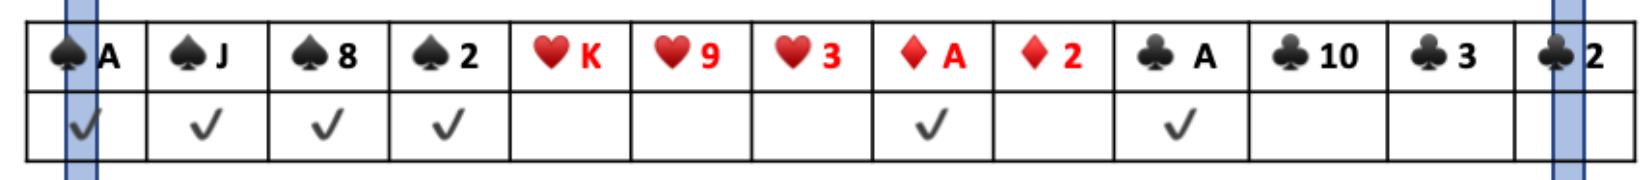 ♠ A ♠ J ♠ 8 ♠ 2 ♥ K ♥ 9 ♥ 3 ♦ A ♦ 2 ♣ A ♣ 10 ♣ 3 ♣ 2
✓ ✓ ✓ ✓ ✓ ✓